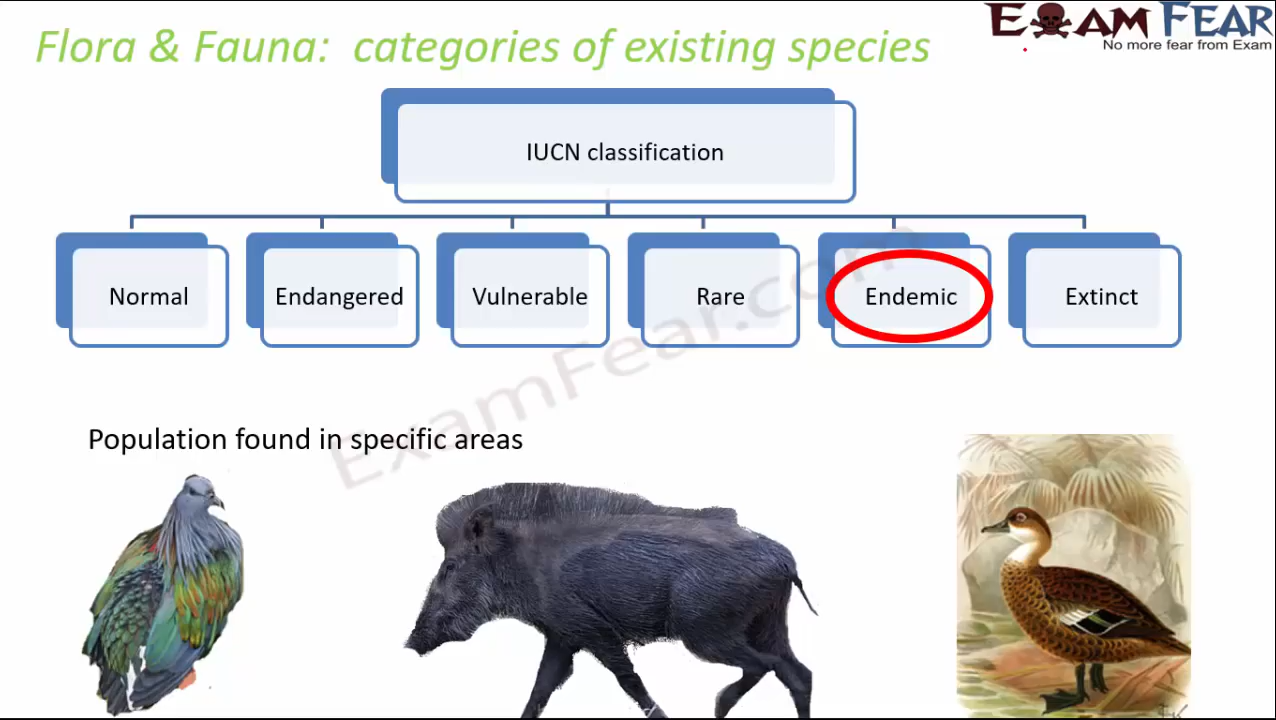 EXAM FEAR
No more fear from Exam
Flora & Fauna: categories of existing species
IUCN classification
Normal
Endangered
Vulnerable
Rare
Endemic
Extinct
ExamFear.com
Population found in specific areas